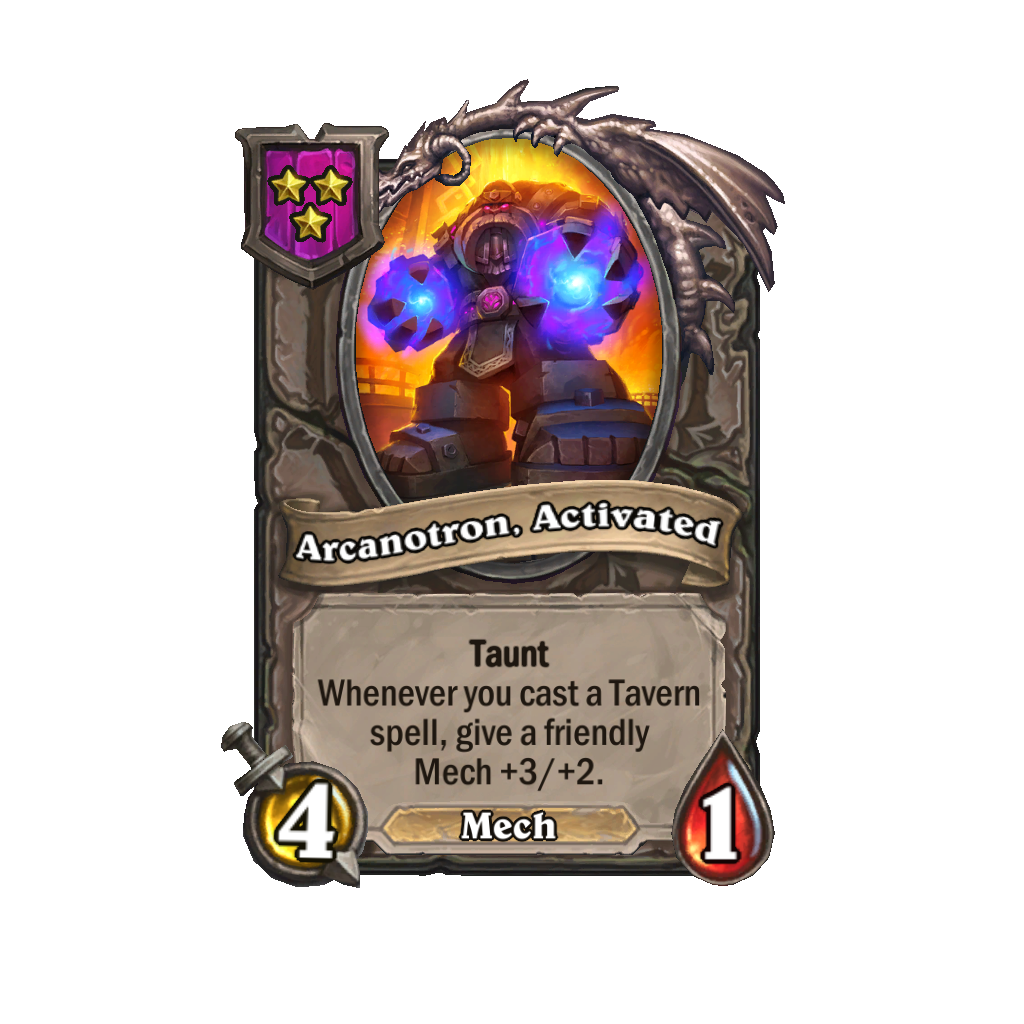 Arcanotron, Activated
Taunt
Whenever you cast a Tavern
spell, give a friendly
Mech +3/+2.
4
Mech
1